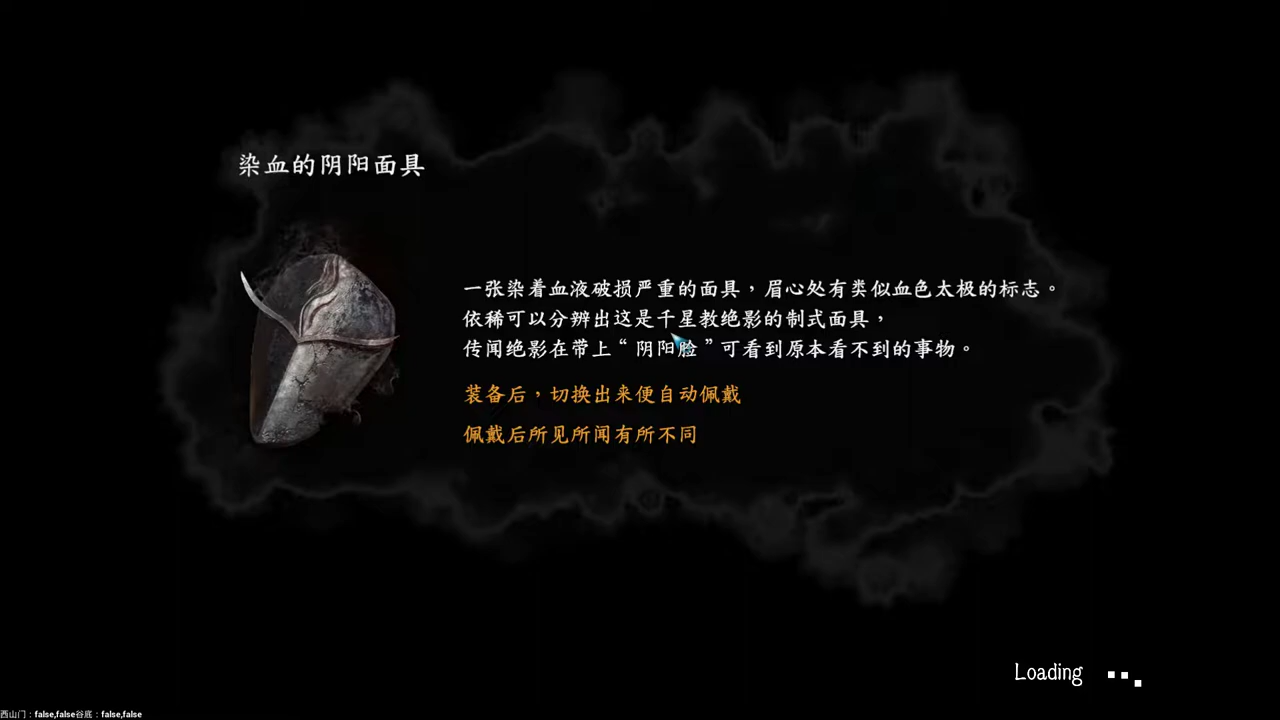 染血的阴阳面具
一张染着血液破损严重的面具，眉心处有类似血色太极的标志。
依稀可以分辨出这是千星教绝影的制式面具，
传闻绝影在带上“阴阳脸”可看到原本看不到的事物。
装备后，切换出来便自动佩戴
佩戴后所见所闻有所不同
Loading
西山门：false,false谷底：false,false